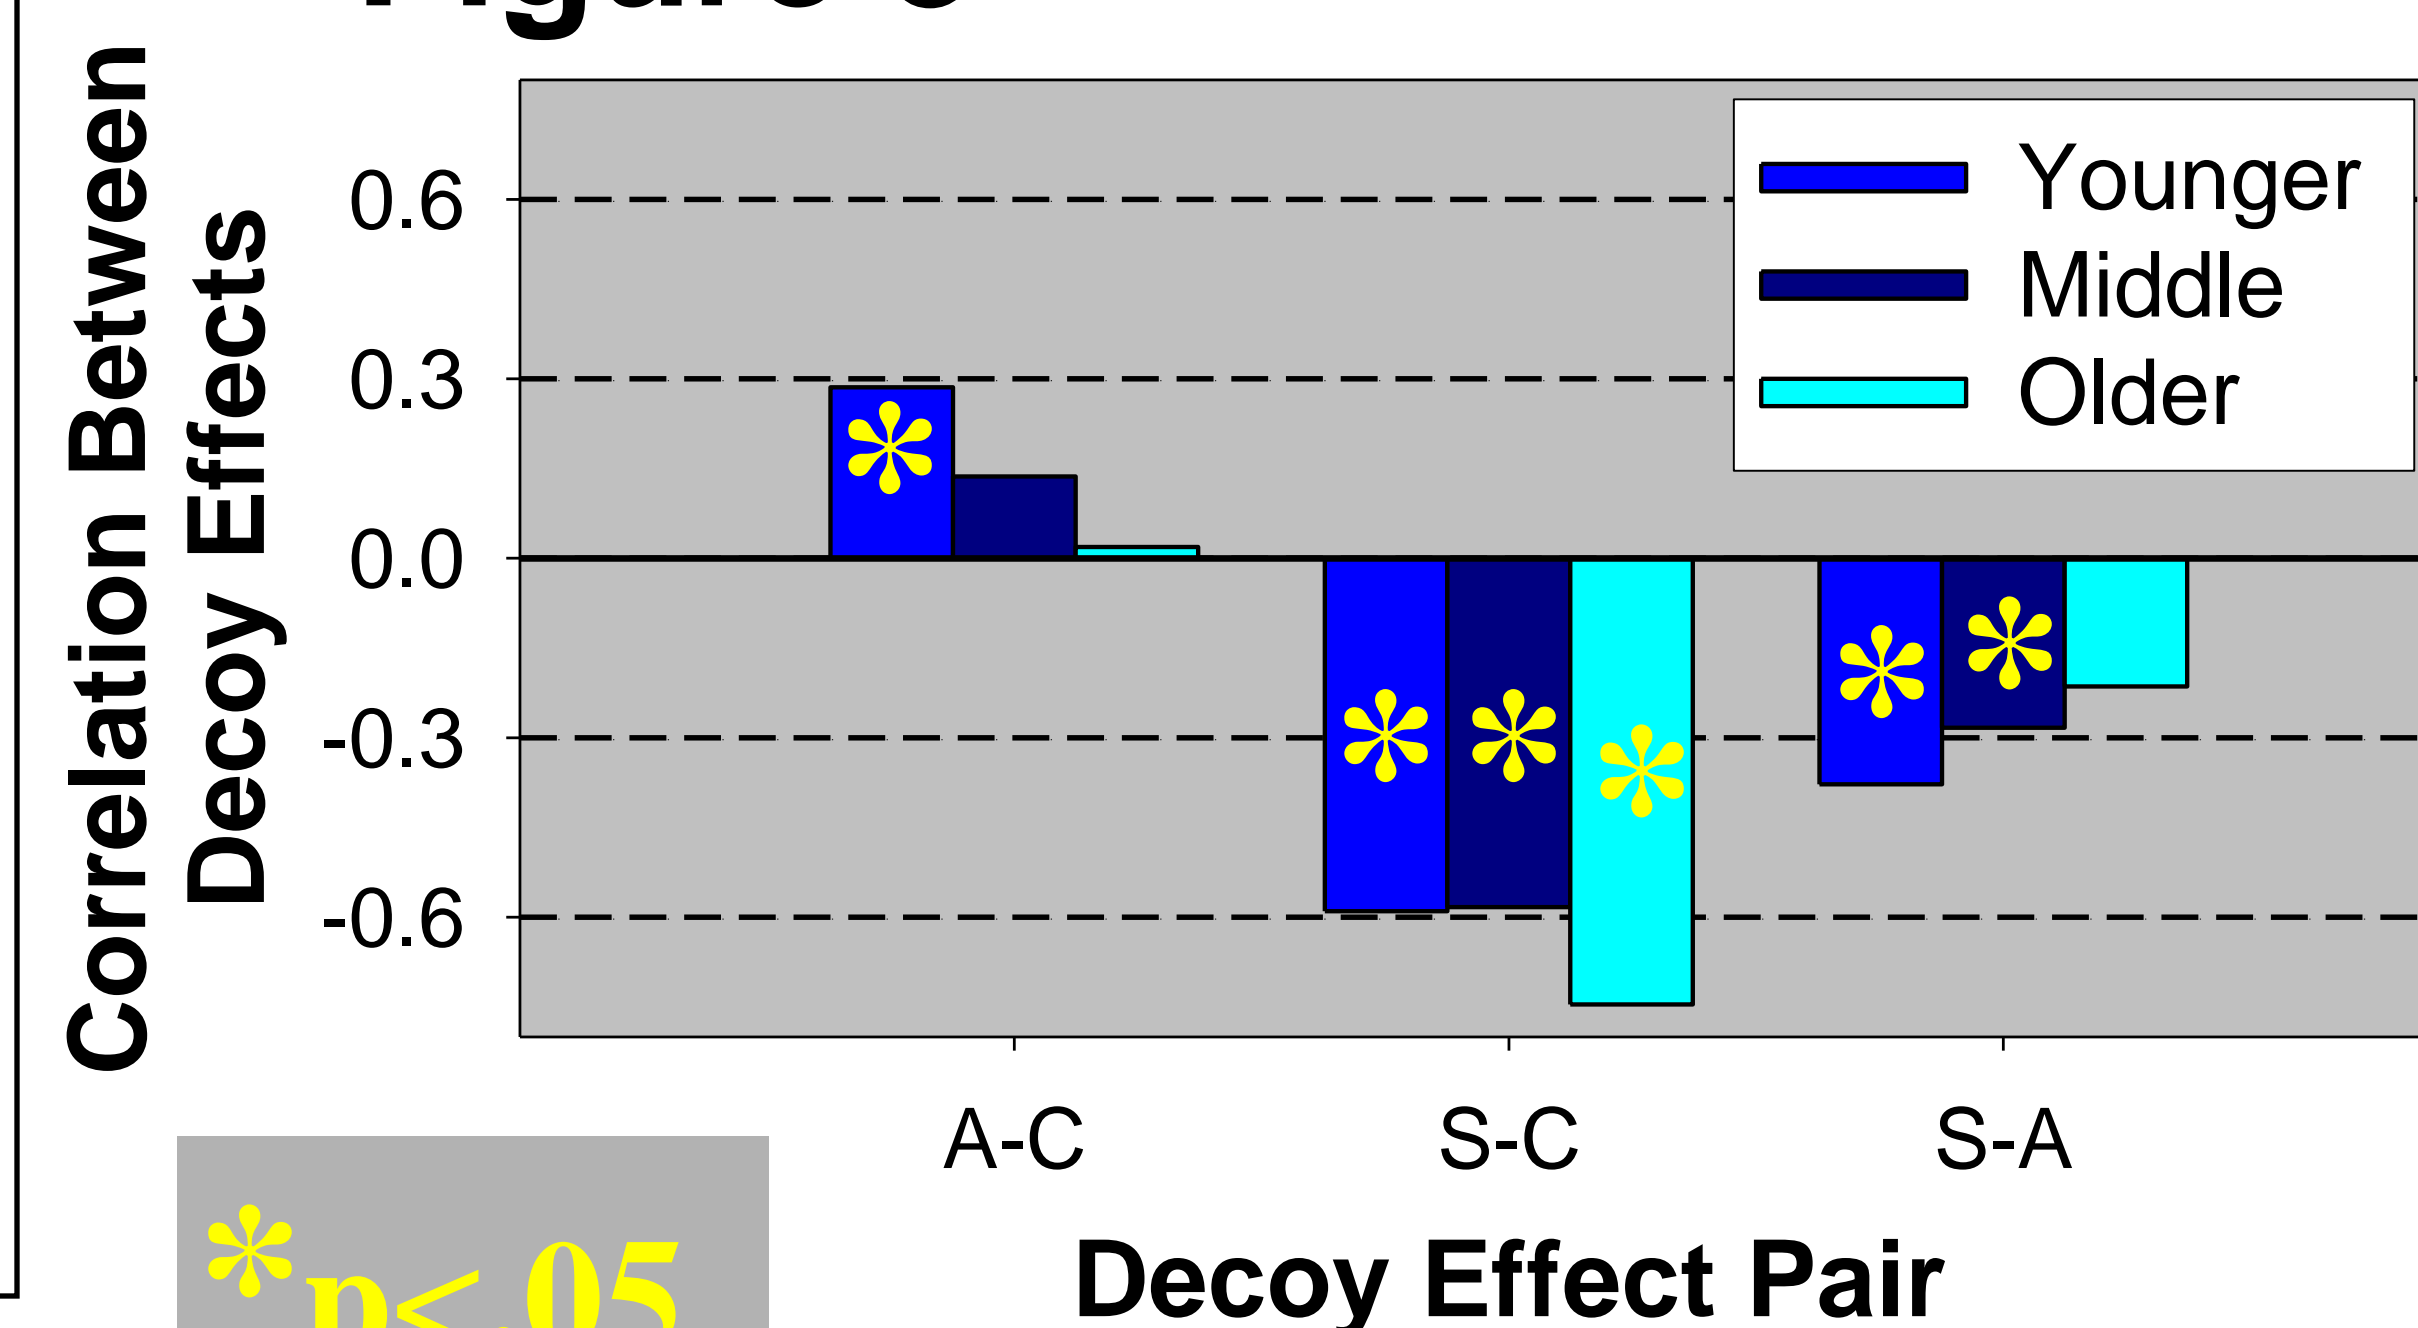 Correlation Between
Decoy Effects
0.6
0.3
0.0
-0.3
-0.6
Younger
Middle
Older
*
*
*
*
*
*
A-C
S-C
S-A
Decoy Effect Pair
*p<.05